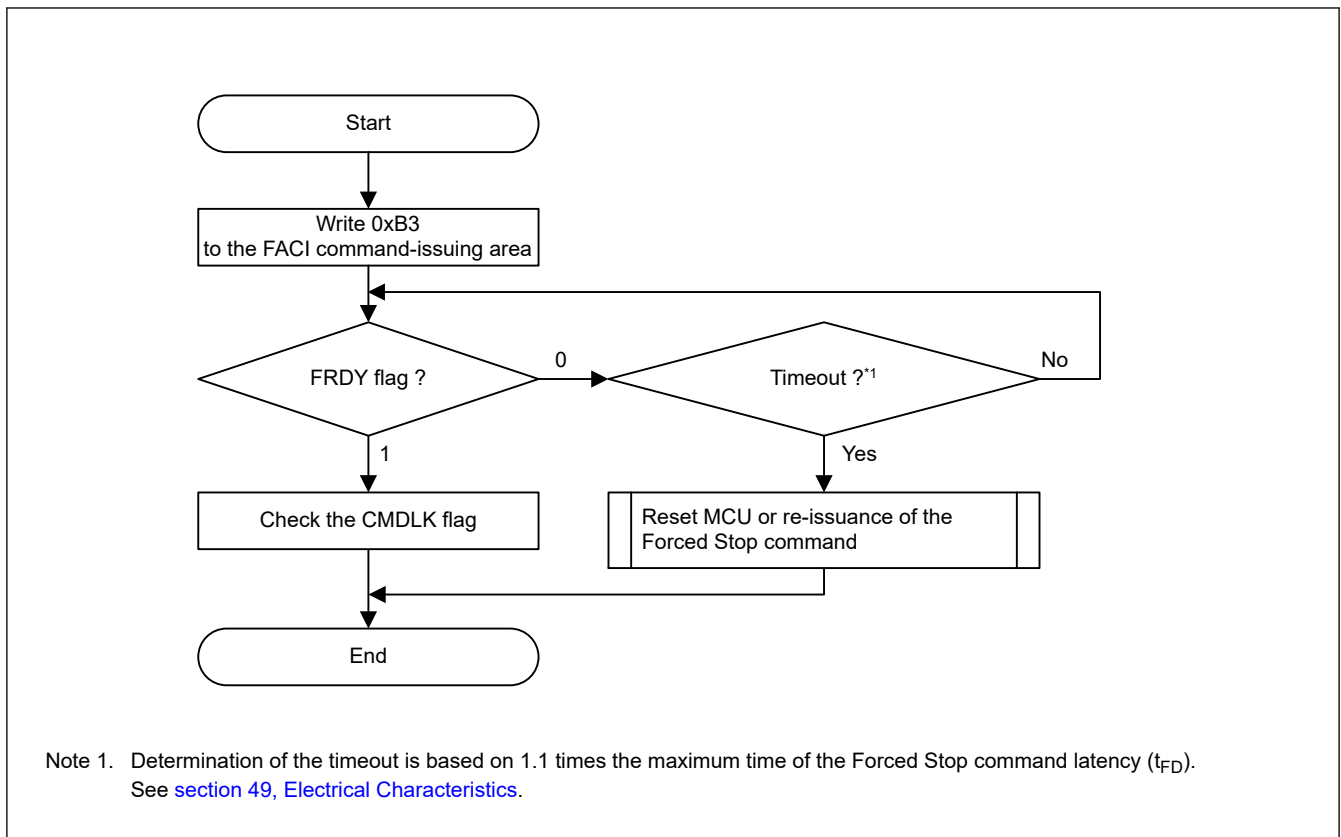 Start
Write 0xB3
to the FACI command-issuing area
FRDY flag ?
0
Timeout ?*1
No
1
Yes
Check the CMDLK flag
Reset MCU or re-issuance of the
Forced Stop command
End
Note 1. Determination of the timeout is based on 1.1 times the maximum time of the Forced Stop command latency (tFD).
See section 49, Electrical Characteristics.